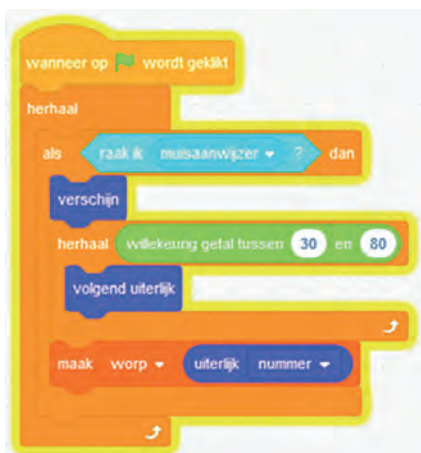 wanneer op wordt geklikt
herhaal
als raak ik muisaanwijzer ? dan
verschijn
herhaal willekeurig getal tussen 30 en 80
volgend uiterlijk
maak worp uiterlijk nummer